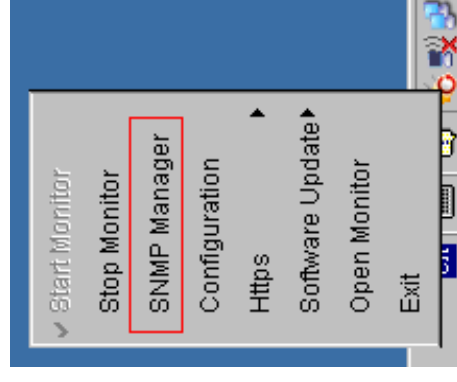 Start Monitor
Stop Monitor
SNMP Manager
Configuration
Https
Software Update
Open Monitor
Exit